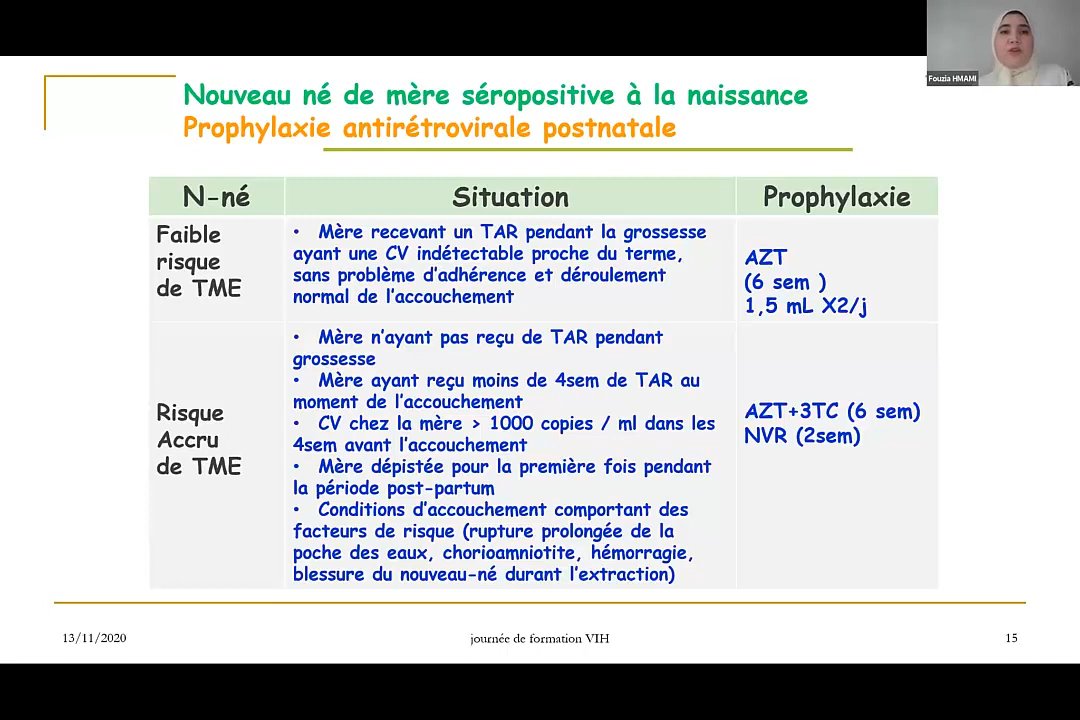 Fouzia HMAMI
Nouveau né de mère séropositive à la naissance
Prophylaxie antirétrovirale postnatale
N-né
Situation
Prophylaxie
Faible
risque
de TME
• Mère recevant un TAR pendant la grossesse
ayant une CV indétectable proche du terme,
sans problème d'adhérence et déroulement
normal de l'accouchement
AZT
(6 sem )
1,5 mL X2/j
Risque
Accru
de TME
• Mère n'ayant pas reçu de TAR pendant
grossesse
• Mère ayant reçu moins de 4sem de TAR au
moment de l'accouchement
• CV chez la mère > 1000 copies / ml dans les
4sem avant l'accouchement
• Mère dépistée pour la première fois pendant
la période post-partum
• Conditions d'accouchement comportant des
facteurs de risque (rupture prolongée de la
poche des eaux, chorioamniotite, hémorragie,
blessure du nouveau-né durant l'extraction)
AZT+3TC (6 sem)
NVR (2sem)
13/11/2020
journée de formation VIH
15